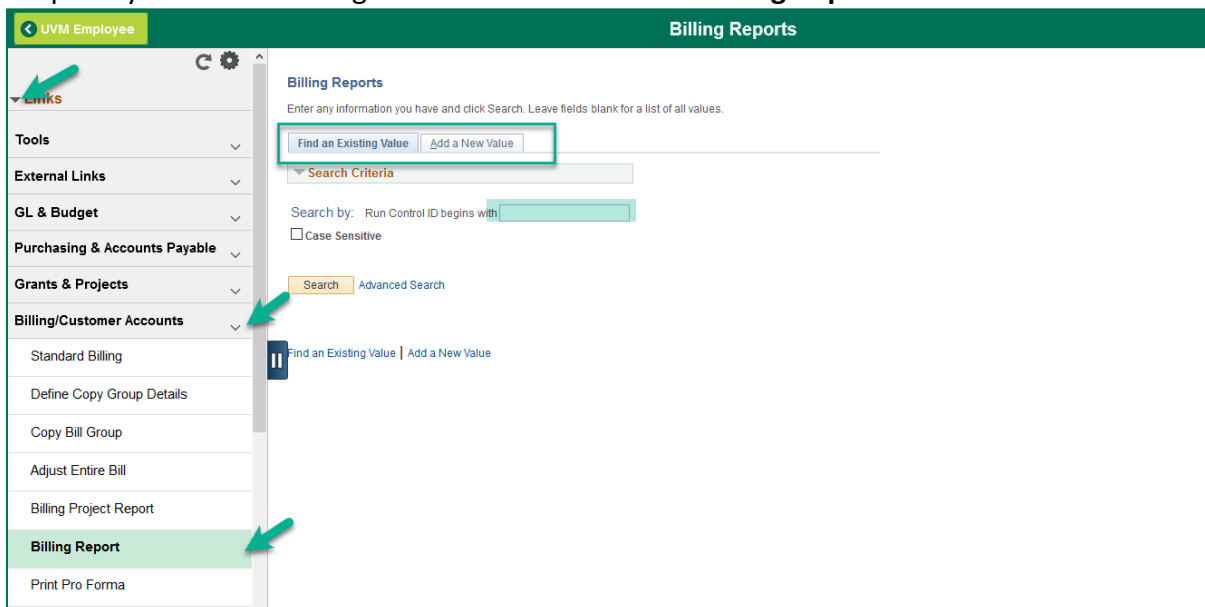 UVM Employee
Billing Reports
Links
Tools
External Links
GL & Budget
Purchasing & Accounts Payable
Grants & Projects
Billing/Customer Accounts
Standard Billing
Define Copy Group Details
Copy Bill Group
Adjust Entire Bill
Billing Project Report
Billing Report
Print Pro Forma
Billing Reports
Enter any information you have and click Search. Leave fields blank for a list of all values.
Find an Existing Value Add a New Value
Search Criteria
Search by: Run Control ID begins with
Case Sensitive
Search Advanced Search
Find an Existing Value | Add a New Value